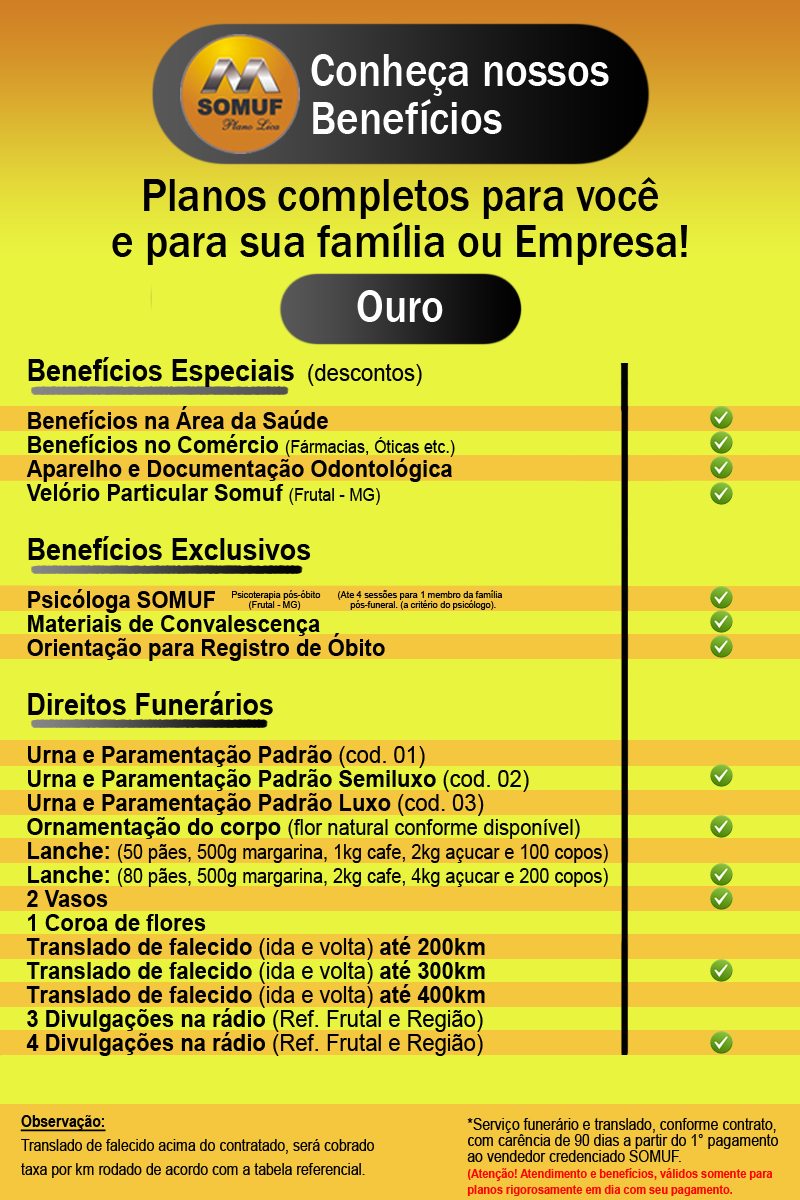 SOMUF
Plano Lica
Conheça nossos
Benefícios
Planos completos para você
e para sua família ou Empresa!
Ouro
Benefícios Especiais (descontos)
Benefícios na Área da Saúde
Benefícios no Comércio (Fármacias, Óticas etc.)
Aparelho e Documentação Odontológica
Velório Particular Somuf (Frutal - MG)
Benefícios Exclusivos
Psicóloga SOMUF Psicoterapia pós-óbito (Ate 4 sessões para 1 membro da família
(Frutal - MG) pós-funeral. (a critério do psicólogo).
Materiais de Convalescença
Orientação para Registro de Óbito
Direitos Funerários
Urna e Paramentação Padrão (cod. 01)
Urna e Paramentação Padrão Semiluxo (cod. 02)
Urna e Paramentação Padrão Luxo (cod. 03)
Ornamentação do corpo (flor natural conforme disponível)
Lanche: (50 pães, 500g margarina, 1kg cafe, 2kg açucar e 100 copos)
Lanche: (80 pães, 500g margarina, 2kg cafe, 4kg açucar e 200 copos)
2 Vasos
1 Coroa de flores
Translado de falecido (ida e volta) até 200km
Translado de falecido (ida e volta) até 300km
Translado de falecido (ida e volta) até 400km
3 Divulgações na rádio (Ref. Frutal e Região)
4 Divulgações na rádio (Ref. Frutal e Região)
Observação:
Translado de falecido acima do contratado, será cobrado
taxa por km rodado de acordo com a tabela referencial.
*Serviço funerário e translado, conforme contrato,
com carência de 90 dias a partir do 1° pagamento
ao vendedor credenciado SOMUF.
(Atenção! Atendimento e benefícios, válidos somente para
planos rigorosamente em dia com seu pagamento.